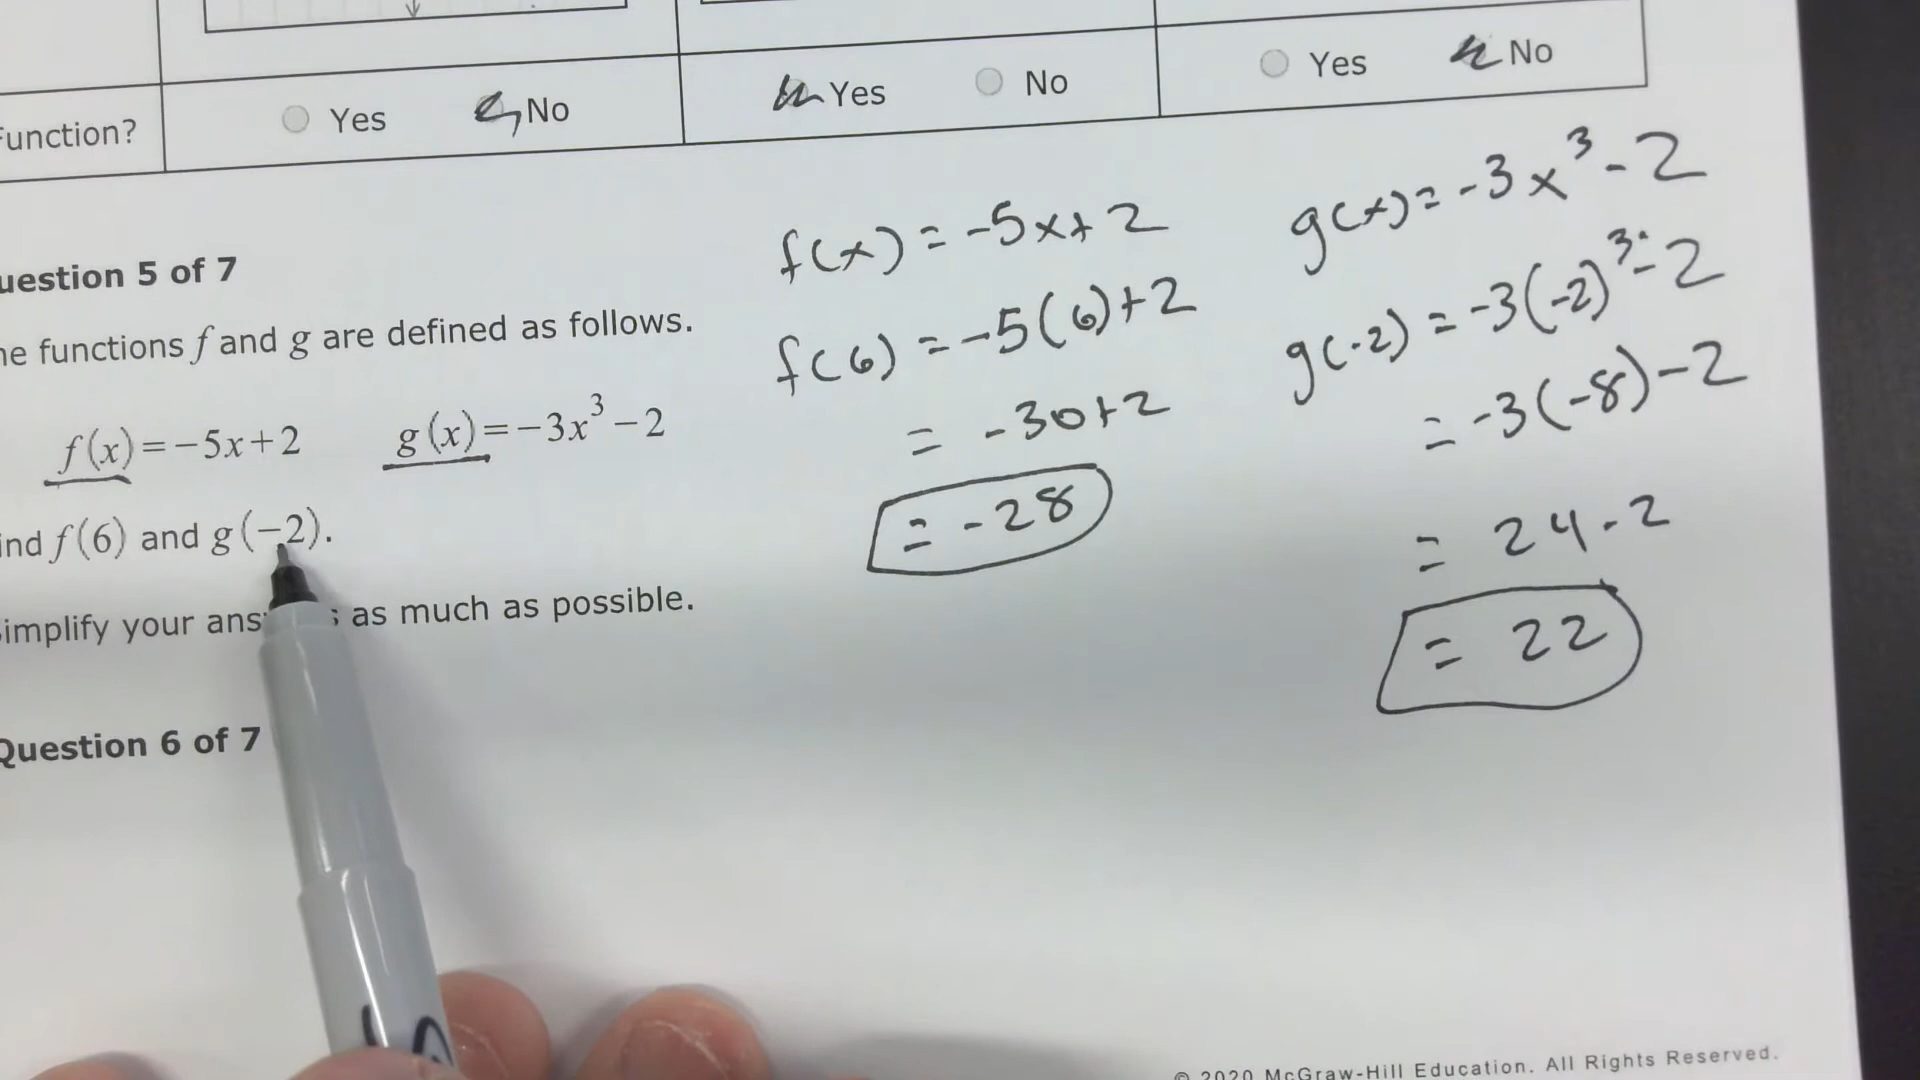 Function? Yes No Yes No Yes No
uestion 5 of 7
he functions f and g are defined as follows.
f(x)=−5x+2 g(x)=−3x³−2
ind f(6) and g(−2).
Simplify your ans s as much as possible.
f(x) = -5x+2
f(6) = -5(6)+2
= -30+2
= -28
g(x) = -3x³-2
g(-2) = -3(-2)³-2
= -3(-8)-2
= 24-2
= 22
Question 6 of 7
© 2020 McGraw-Hill Education. All Rights Reserved.